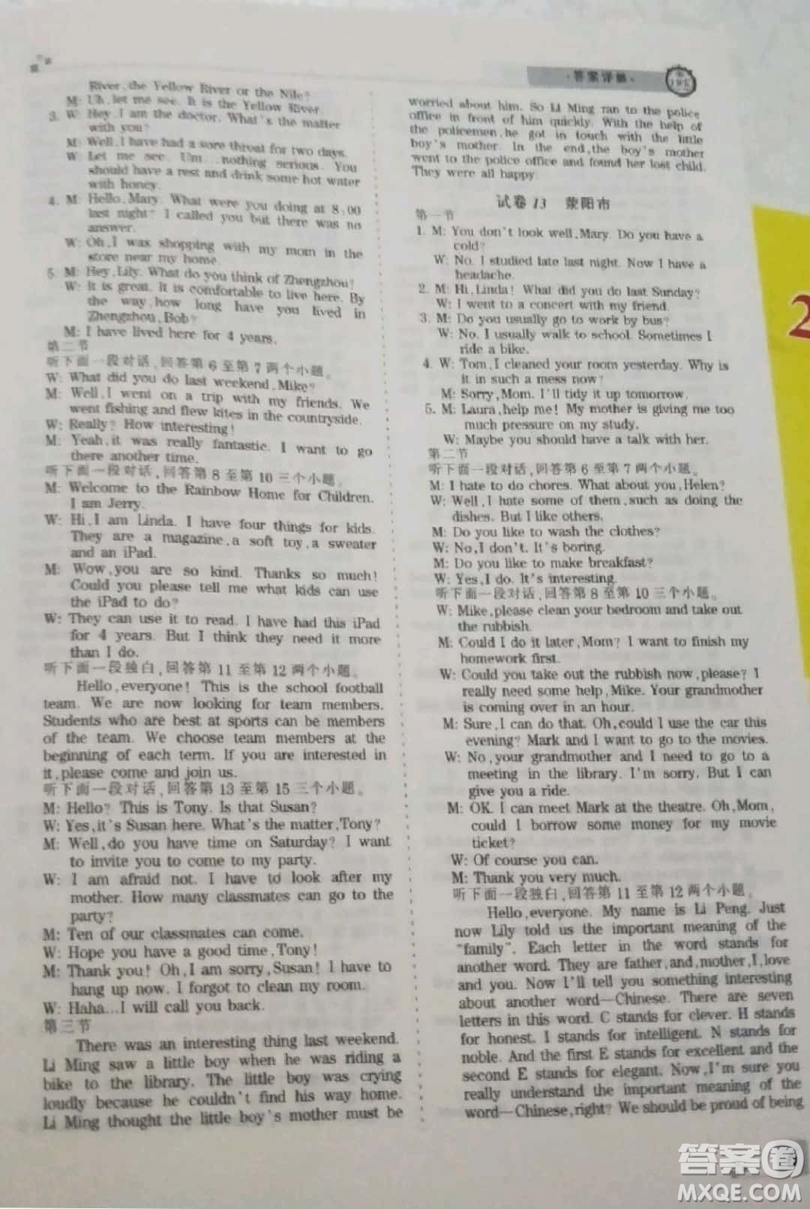 ·答案详解·
River, the Yellow River or the Nile?
M: Uh, let me see. It is the Yellow River.
3. W: Hey, I am the doctor. What's the matter
with you?
M: Well, I have had a sore throat for two days.
W: Let me see. Um...nothing serious. You
should have a rest and drink some hot water
with honey.
4. M: Hello, Mary. What were you doing at 8:00
last night? I called you but there was no
answer.
W: Oh, I was shopping with my mom in the
store near my home.
5. M: Hey, Lily. What do you think of Zhengzhou?
W: It is great. It is comfortable to live here. By
the way, how long have you lived in
Zhengzhou, Bob?
M: I have lived here for 4 years.
第二节
听下面一段对话,回答第 6 至第 7 两个小题。
W: What did you do last weekend, Mike?
M: Well, I went on a trip with my friends. We
went fishing and flew kites in the countryside.
W: Really? How interesting!
M: Yeah, it was really fantastic. I want to go
there another time.
听下面一段对话,回答第 8 至第 10 三个小题。
M: Welcome to the Rainbow Home for Children.
I am Jerry.
W: Hi, I am Linda. I have four things for kids.
They are a magazine, a soft toy, a sweater
and an iPad.
M: Wow, you are so kind. Thanks so much!
Could you please tell me what kids can use
the iPad to do?
W: They can use it to read. I have had this iPad
for 4 years. But I think they need it more
than I do.
听下面一段独白,回答第 11 至第 12 两个小题。
Hello, everyone! This is the school football
team. We are now looking for team members.
Students who are best at sports can be members
of the team. We choose team members at the
beginning of each term. If you are interested in
it, please come and join us.
听下面一段对话,回答第 13 至第 15 三个小题。
M: Hello? This is Tony. Is that Susan?
W: Yes, it's Susan here. What's the matter, Tony?
M: Well, do you have time on Saturday? I want
to invite you to come to my party.
W: I am afraid not. I have to look after my
mother. How many classmates can go to the
party?
M: Ten of our classmates can come.
W: Hope you have a good time, Tony!
M: Thank you! Oh, I am sorry, Susan! I have to
hang up now. I forgot to clean my room.
W: Haha...I will call you back.
第三节
There was an interesting thing last weekend.
Li Ming saw a little boy when he was riding a
bike to the library. The little boy was crying
loudly because he couldn't find his way home.
Li Ming thought the little boy's mother must be
worried about him. So Li Ming ran to the police
office in front of him quickly. With the help of
the policemen, he got in touch with the little
boy's mother. In the end, the boy's mother
went to the police office and found her lost child.
They were all happy.
试卷 13 荥阳市
第一节
1. M: You don't look well, Mary. Do you have a
cold?
W: No. I studied late last night. Now I have a
headache.
2. M: Hi, Linda! What did you do last Sunday?
W: I went to a concert with my friend.
3. M: Do you usually go to work by bus?
W: No. I usually walk to school. Sometimes I
ride a bike.
4. W: Tom, I cleaned your room yesterday. Why is
it in such a mess now?
M: Sorry, Mom. I'll tidy it up tomorrow.
5. M: Laura, help me! My mother is giving me too
much pressure on my study.
W: Maybe you should have a talk with her.
第二节
听下面一段对话,回答第 6 至第 7 两个小题。
M: I hate to do chores. What about you, Helen?
W: Well, I hate some of them, such as doing the
dishes. But I like others.
M: Do you like to wash the clothes?
W: No, I don't. It's boring.
M: Do you like to make breakfast?
W: Yes, I do. It's interesting.
听下面一段对话,回答第 8 至第 10 三个小题。
W: Mike, please clean your bedroom and take out
the rubbish.
M: Could I do it later, Mom? I want to finish my
homework first.
W: Could you take out the rubbish now, please? I
really need some help, Mike. Your grandmother
is coming over in an hour.
M: Sure, I can do that. Oh, could I use the car this
evening? Mark and I want to go to the movies.
W: No, your grandmother and I need to go to a
meeting in the library. I'm sorry. But I can
give you a ride.
M: OK. I can meet Mark at the theatre. Oh, Mom,
could I borrow some money for my movie
ticket?
W: Of course you can.
M: Thank you very much.
听下面一段独白,回答第 11 至第 12 两个小题。
Hello, everyone. My name is Li Peng. Just
now Lily told us the important meaning of the
"family". Each letter in the word stands for
another word. They are father, and, mother, I, love
and you. Now I'll tell you something interesting
about another word—Chinese. There are seven
letters in this word. C stands for clever. H stands
for honest. I stands for intelligent. N stands for
noble. And the first E stands for excellent and the
second E stands for elegant. Now, I'm sure you
really understand the important meaning of the
word—Chinese, right? We should be proud of being
2
答案卷
MXQE.COM